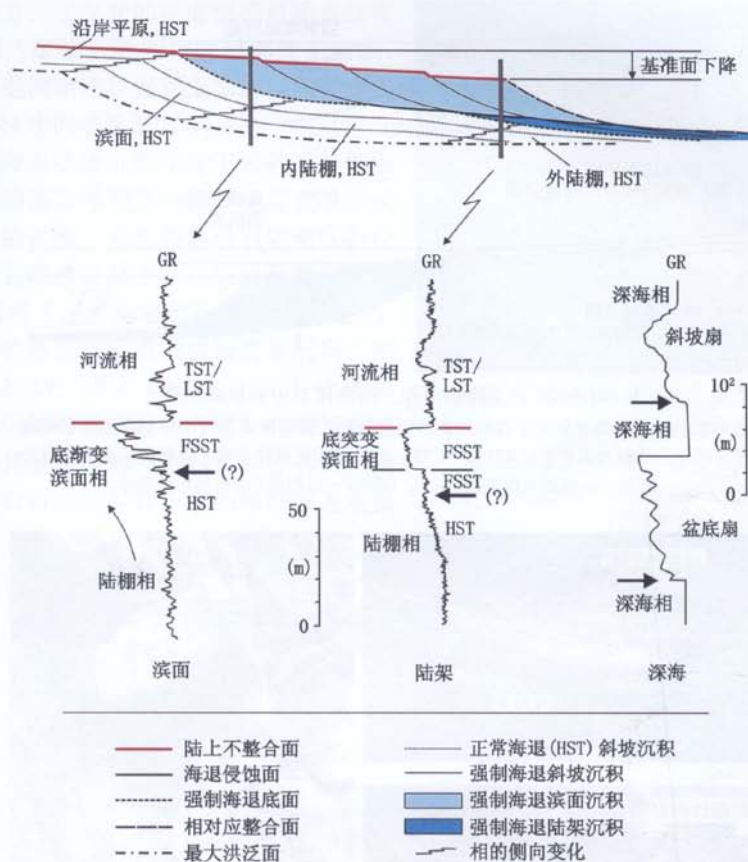 沿岸平原,HST
基准面下降
滨面,HST
内陆棚,HST
外陆棚,HST
GR
河流相
TST/
LST
底渐变
滨面相
FSST
(?)
HST
陆棚相
50
(m)
0
滨面
GR
河流相
TST/
LST
底突变
滨面相
FSST
FSST
(?)
HST
陆棚相
陆架
GR
深海相
斜坡扇
深海相
盆底扇
深海相
10²
(m)
0
深海
陆上不整合面
海退侵蚀面
强制海退底面
相对应整合面
最大洪泛面
正常海退(HST)斜坡沉积
强制海退斜坡沉积
强制海退滨面沉积
强制海退陆架沉积
相的侧向变化